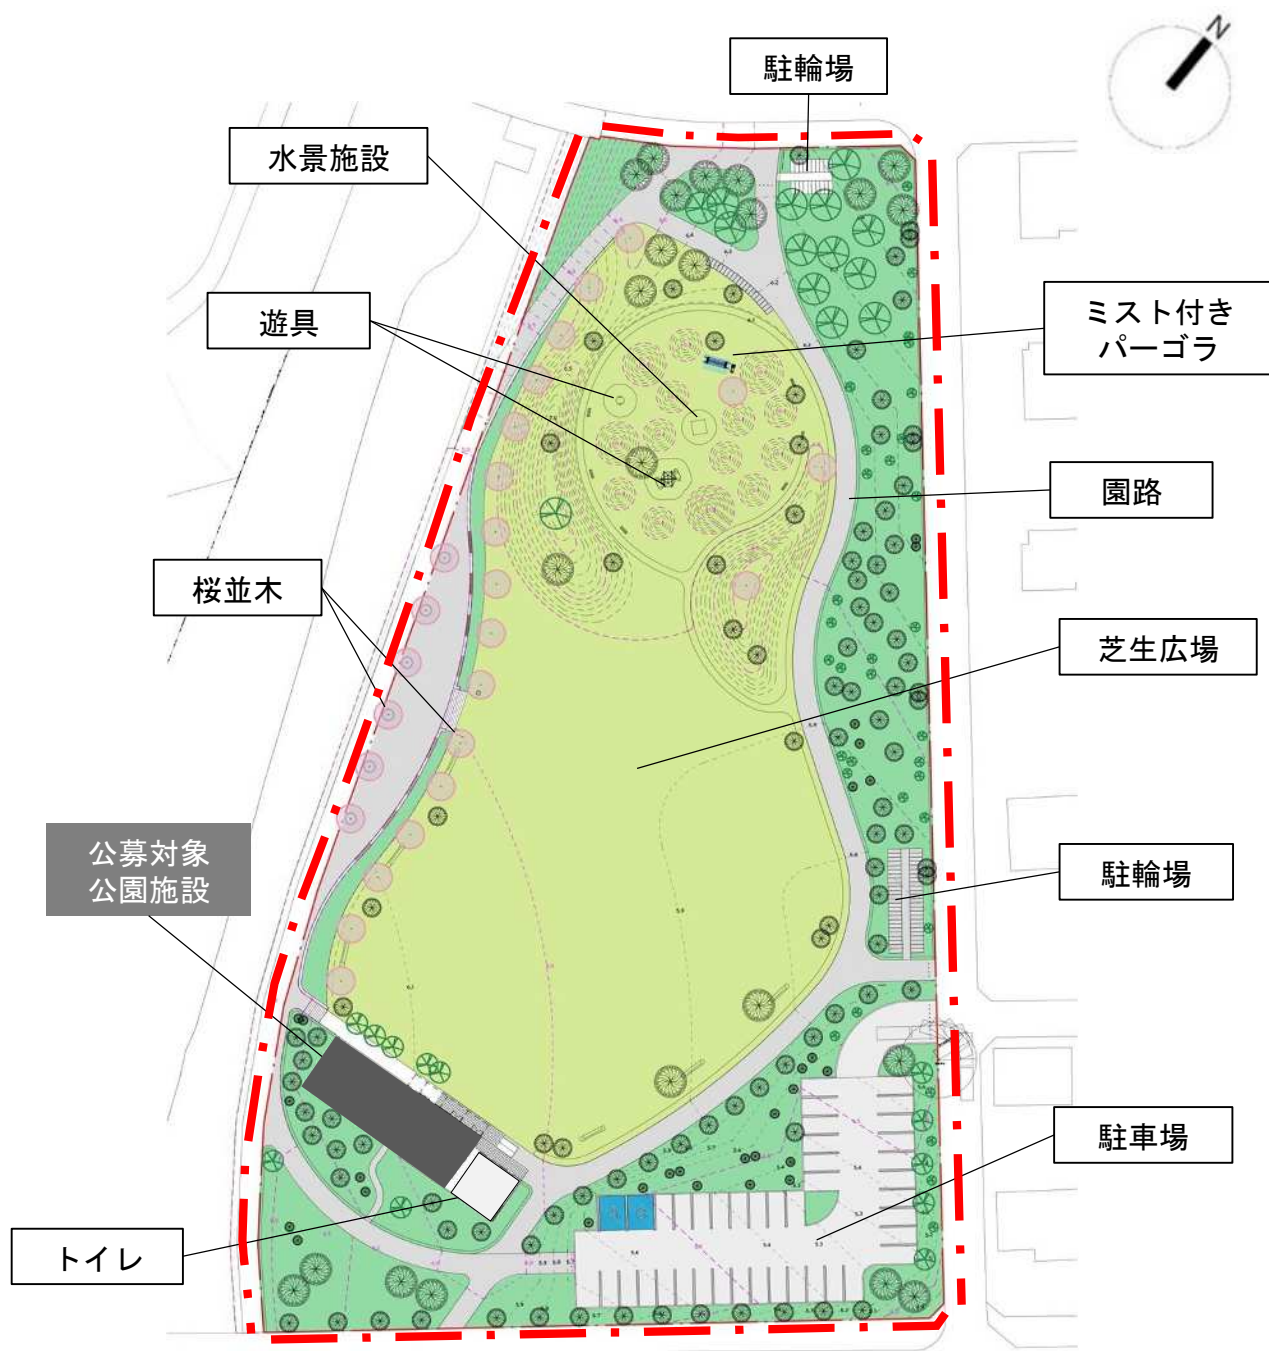 N
駐輪場
水景施設
遊具
ミスト付き
パーゴラ
園路
桜並木
芝生広場
公募対象
公園施設
駐輪場
駐車場
トイレ